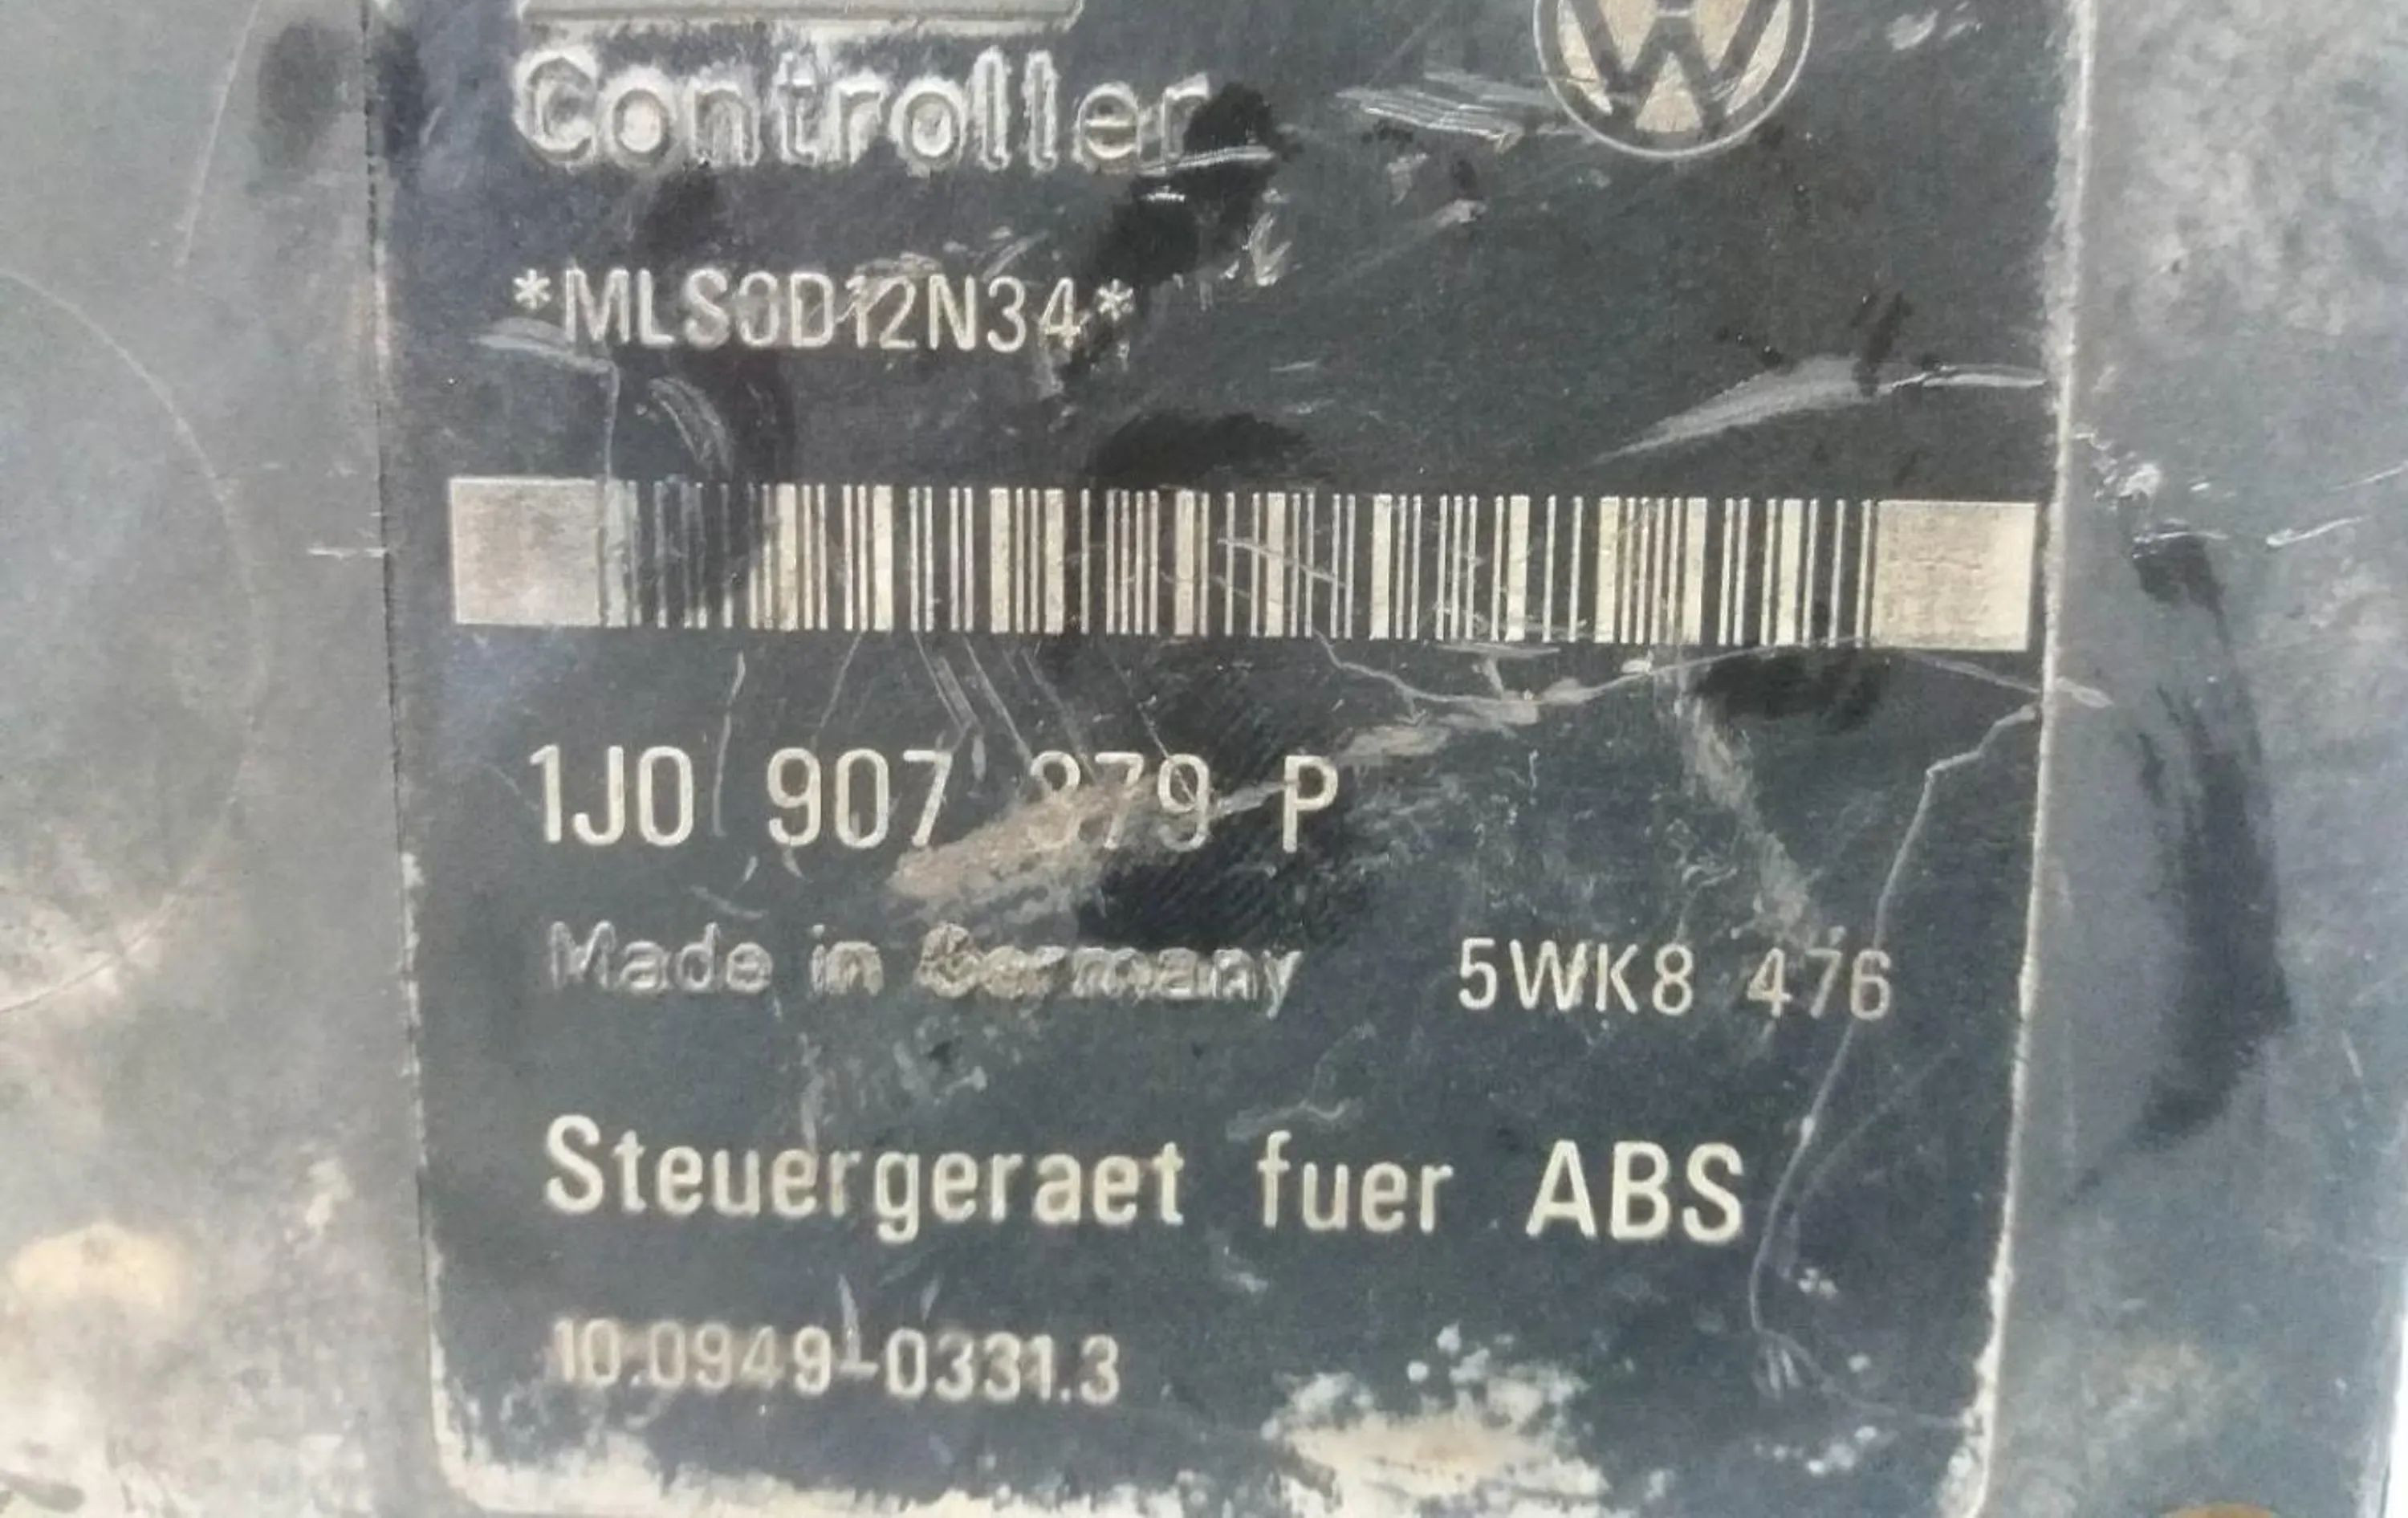 Controller
*MLS0D12N34*
1J0 907 379 P
Made in Germany 5WK8 476
Steuergeraet fuer ABS
10.0949-0331.3